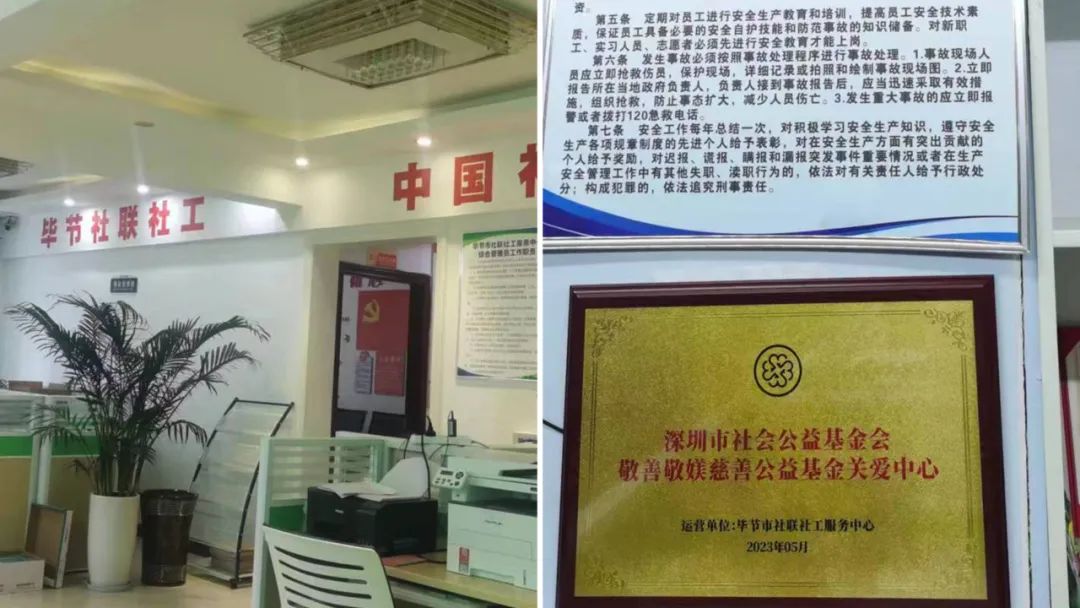 毕节社联社工
中国社
毕节市社联社工服务中
综合管理员工作职责
资。
第五条 定期对员工进行安全生产教育和培训，提高员工安全技术素
质，保证员工具备必要的安全自护技能和防范事故的知识储备。对新职
工、实习人员、志愿者必须先进行安全教育才能上岗。
第六条 发生事故必须按照事故处理程序进行事故处理。1.事故现场人
员应立即抢救伤员，保护现场，详细记录或拍照和绘制事故现场图。2.立即
报告所在当地政府负责人，负责人接到事故报告后，应当迅速采取有效措
施，组织抢救，防止事态扩大，减少人员伤亡。3.发生重大事故的应立即报
警或者拨打120急救电话。
第七条 安全工作每年总结一次，对积极学习安全生产知识，遵守安全
生产各项规章制度的先进个人给予表彰，对在安全生产方面有突出贡献的
个人给予奖励，对迟报、谎报、瞒报和漏报突发事件重要情况或者在生产
安全管理工作中有其他失职、渎职行为的，依法对有关责任人给予行政处
分；构成犯罪的，依法追究刑事责任。
深圳市社会公益基金会
敬善敬媄慈善公益基金关爱中心
运营单位:毕节市社联社工服务中心
2023年05月